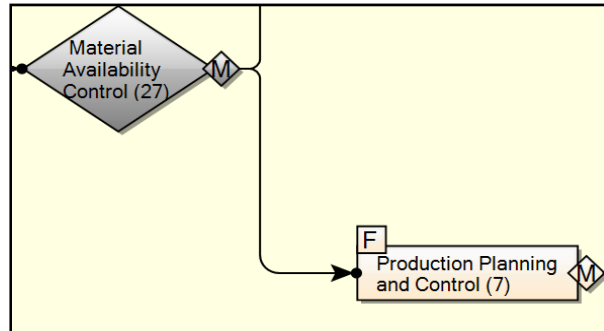 Material
Availability
Control (27)
M
F
Production Planning
and Control (7)
M